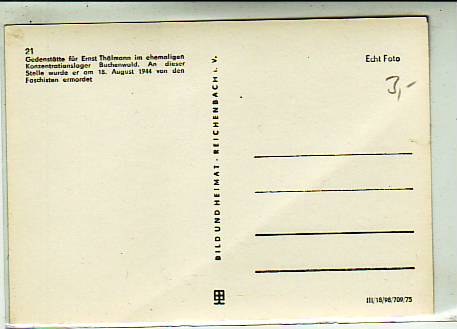 21
Gedenstätte für Ernst Thälmann im ehemaligen
Konzentrationslager Buchenwald. An dieser
Stelle wurde er am 18. August 1944 von den
Faschisten ermordet
BILD UND HEIMAT · REICHENBACH i. V.
Echt Foto
3,-
III/18/98/709/75